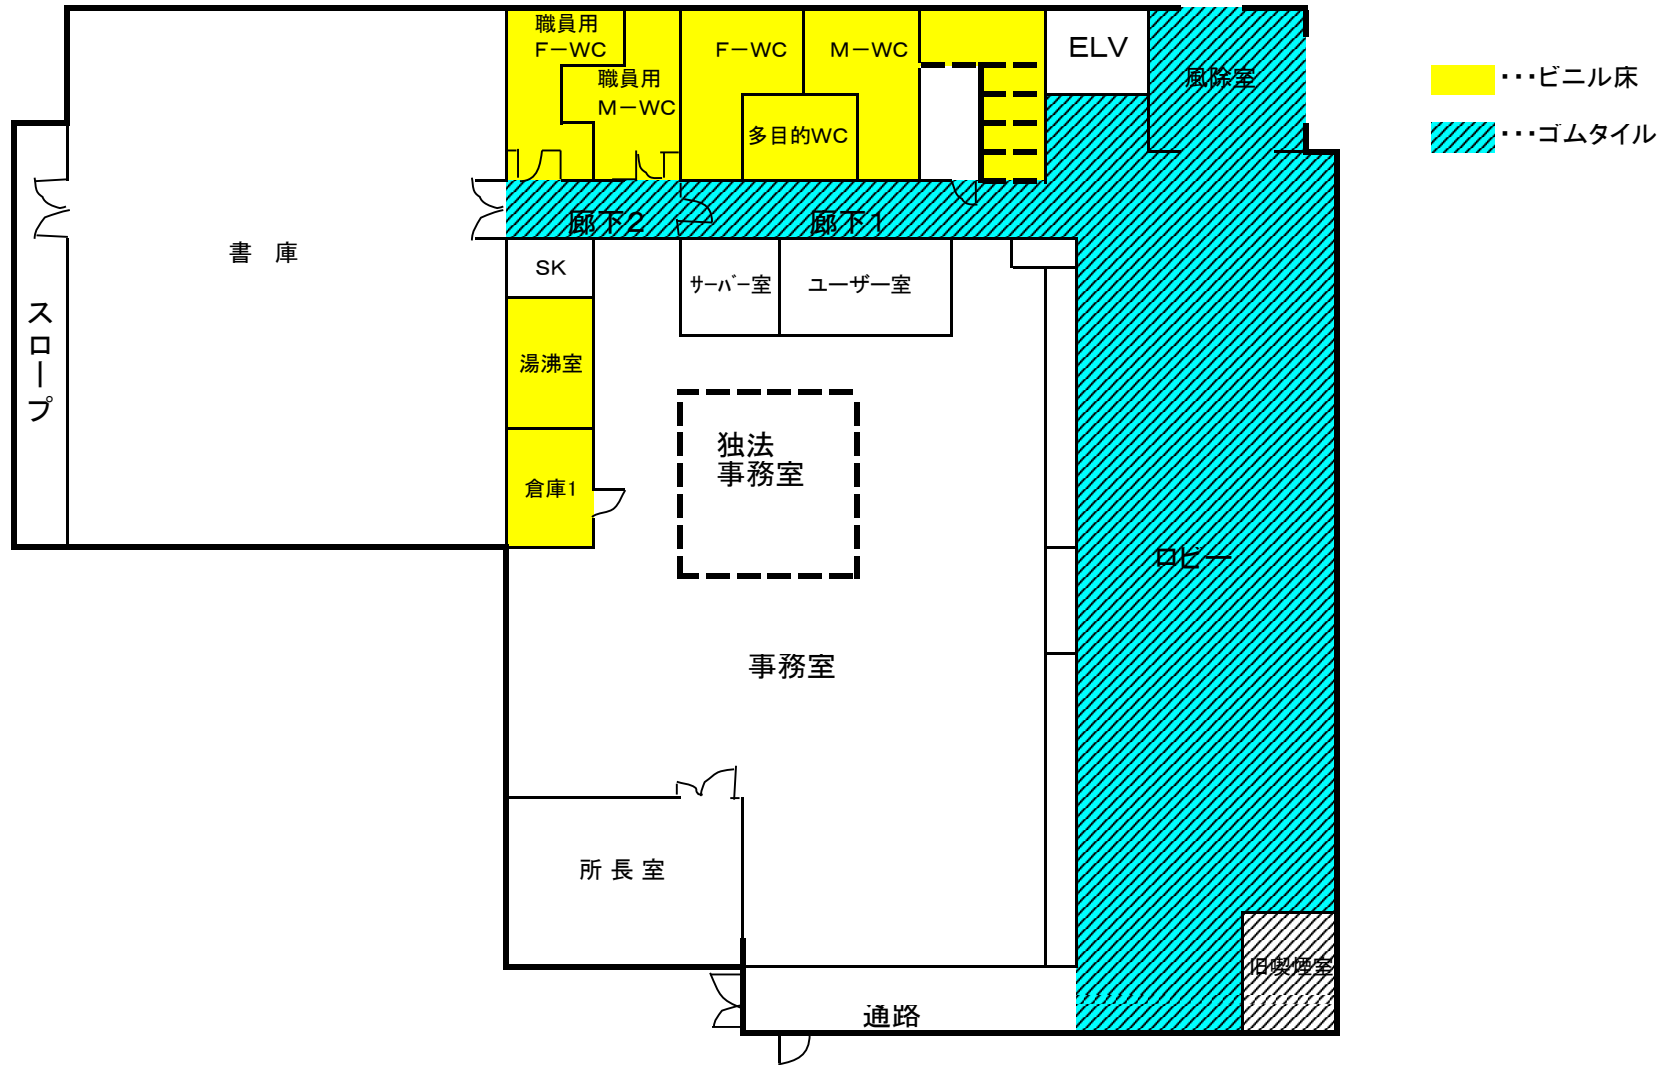 職員用
F－WC
職員用
M－WC
F－WC
M－WC
多目的WC
ELV
風除室
・・・ビニル床
・・・ゴムタイル
廊下2
廊下1
書　庫
スロープ
SK
サーバー室
ユーザー室
湯沸室
倉庫1
独法
事務室
ロビー
事務室
所 長 室
旧喫煙室
通路